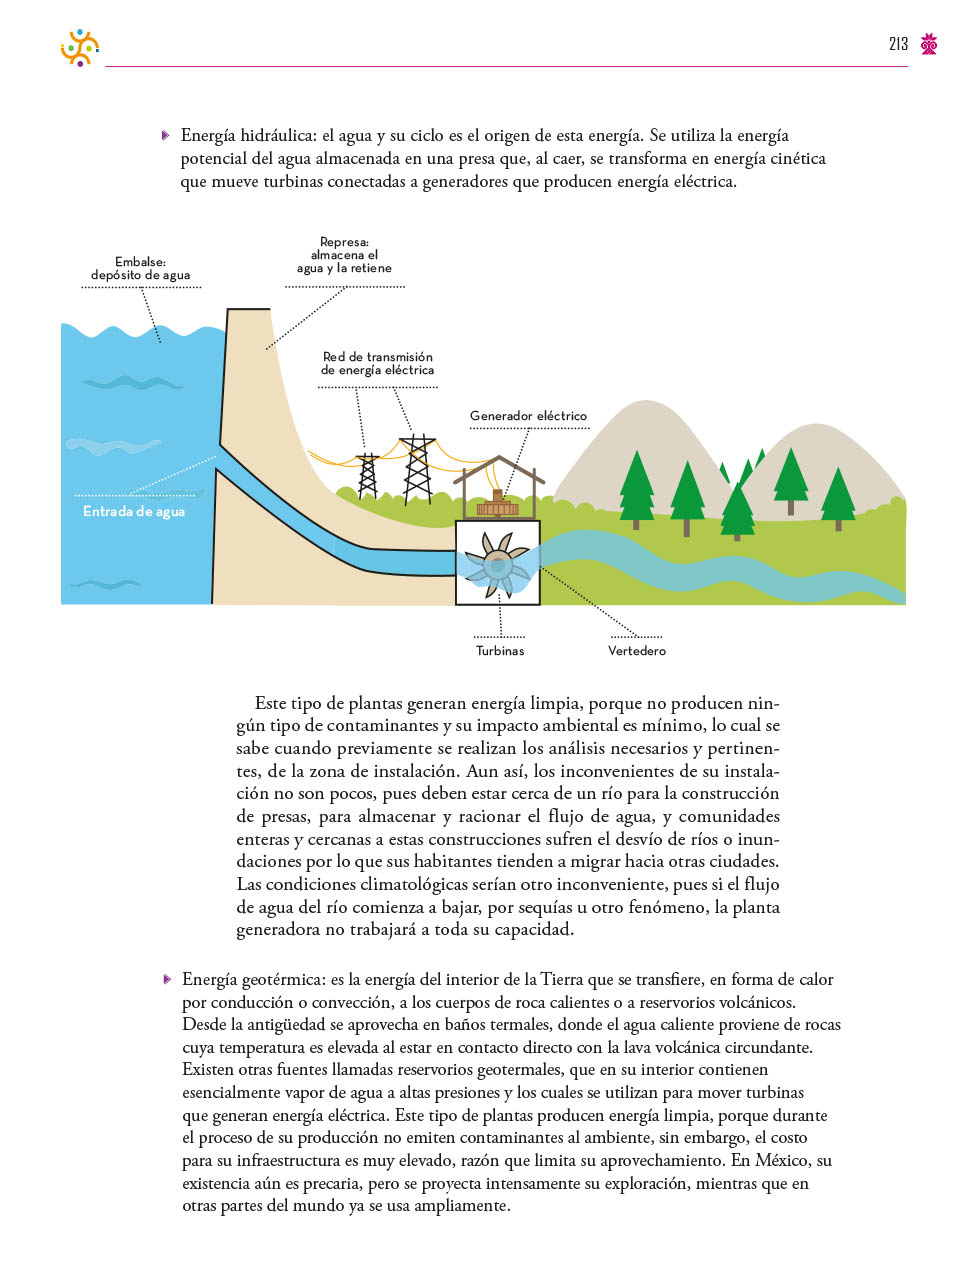 213
Energía hidráulica: el agua y su ciclo es el origen de esta energía. Se utiliza la energía
potencial del agua almacenada en una presa que, al caer, se transforma en energía cinética
que mueve turbinas conectadas a generadores que producen energía eléctrica.
Represa:
almacena el
agua y la retiene
Embalse:
depósito de agua
Red de transmisión
de energía eléctrica
Generador eléctrico
Entrada de agua
Turbinas
Vertedero
Este tipo de plantas generan energía limpia, porque no producen nin-
gún tipo de contaminantes y su impacto ambiental es mínimo, lo cual se
sabe cuando previamente se realizan los análisis necesarios y pertinen-
tes, de la zona de instalación. Aun así, los inconvenientes de su instala-
ción no son pocos, pues deben estar cerca de un río para la construcción
de presas, para almacenar y racionar el flujo de agua, y comunidades
enteras y cercanas a estas construcciones sufren el desvío de ríos o inun-
daciones por lo que sus habitantes tienden a migrar hacia otras ciudades.
Las condiciones climatológicas serían otro inconveniente, pues si el flujo
de agua del río comienza a bajar, por sequías u otro fenómeno, la planta
generadora no trabajará a toda su capacidad.
Energía geotérmica: es la energía del interior de la Tierra que se transfiere, en forma de calor
por conducción o convección, a los cuerpos de roca calientes o a reservorios volcánicos.
Desde la antigüedad se aprovecha en baños termales, donde el agua caliente proviene de rocas
cuya temperatura es elevada al estar en contacto directo con la lava volcánica circundante.
Existen otras fuentes llamadas reservorios geotermales, que en su interior contienen
esencialmente vapor de agua a altas presiones y los cuales se utilizan para mover turbinas
que generan energía eléctrica. Este tipo de plantas producen energía limpia, porque durante
el proceso de su producción no emiten contaminantes al ambiente, sin embargo, el costo
para su infraestructura es muy elevado, razón que limita su aprovechamiento. En México, su
existencia aún es precaria, pero se proyecta intensamente su exploración, mientras que en
otras partes del mundo ya se usa ampliamente.